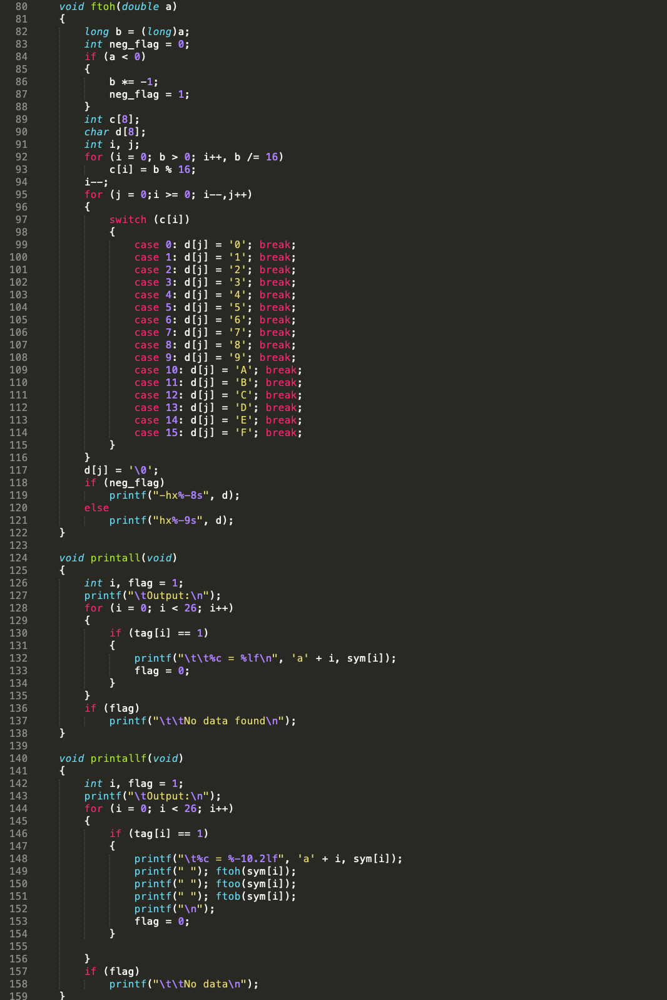 80 void ftoh(double a)
81 {
82 long b = (long)a;
83 int neg_flag = 0;
84 if (a < 0)
85 {
86 b *= -1;
87 neg_flag = 1;
88 }
89 int c[8];
90 char d[8];
91 int i, j;
92 for (i = 0; b > 0; i++, b /= 16)
93 c[i] = b % 16;
94 i--;
95 for (j = 0;i >= 0; i--,j++)
96 {
97 switch (c[i])
98 {
99 case 0: d[j] = '0'; break;
100 case 1: d[j] = '1'; break;
101 case 2: d[j] = '2'; break;
102 case 3: d[j] = '3'; break;
103 case 4: d[j] = '4'; break;
104 case 5: d[j] = '5'; break;
105 case 6: d[j] = '6'; break;
106 case 7: d[j] = '7'; break;
107 case 8: d[j] = '8'; break;
108 case 9: d[j] = '9'; break;
109 case 10: d[j] = 'A'; break;
110 case 11: d[j] = 'B'; break;
111 case 12: d[j] = 'C'; break;
112 case 13: d[j] = 'D'; break;
113 case 14: d[j] = 'E'; break;
114 case 15: d[j] = 'F'; break;
115 }
116 }
117 d[j] = '\0';
118 if (neg_flag)
119 printf("-hx%-8s", d);
120 else
121 printf("hx%-9s", d);
122 }
123
124 void printall(void)
125 {
126 int i, flag = 1;
127 printf("\tOutput:\n");
128 for (i = 0; i < 26; i++)
129 {
130 if (tag[i] == 1)
131 {
132 printf("\t\t%c = %lf\n", 'a' + i, sym[i]);
133 flag = 0;
134 }
135 }
136 if (flag)
137 printf("\t\tNo data found\n");
138 }
139
140 void printallf(void)
141 {
142 int i, flag = 1;
143 printf("\tOutput:\n");
144 for (i = 0; i < 26; i++)
145 {
146 if (tag[i] == 1)
147 {
148 printf("\t%c = %-10.2lf", 'a' + i, sym[i]);
149 printf(" "); ftoh(sym[i]);
150 printf(" "); ftoo(sym[i]);
151 printf(" "); ftob(sym[i]);
152 printf("\n");
153 flag = 0;
154 }
155
156 }
157 if (flag)
158 printf("\t\tNo data\n");
159 }